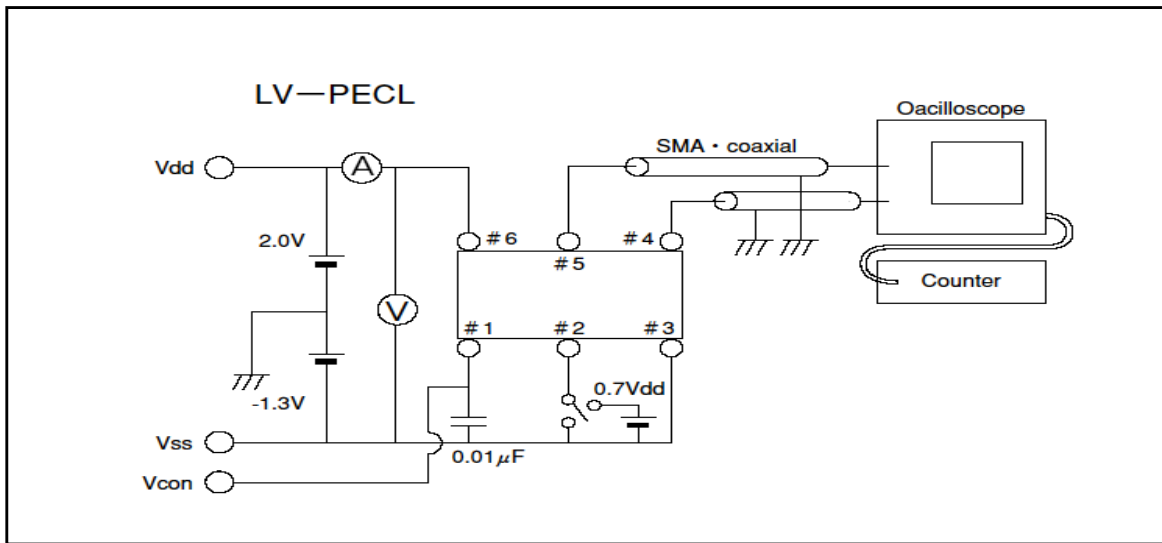 LV—PECL
Oacilloscope
SMA・coaxial
Vdd
A
2.0V
#6
#5
#4
Counter
V
#1
#2
#3
-1.3V
0.7Vdd
Vss
0.01μF
Vcon